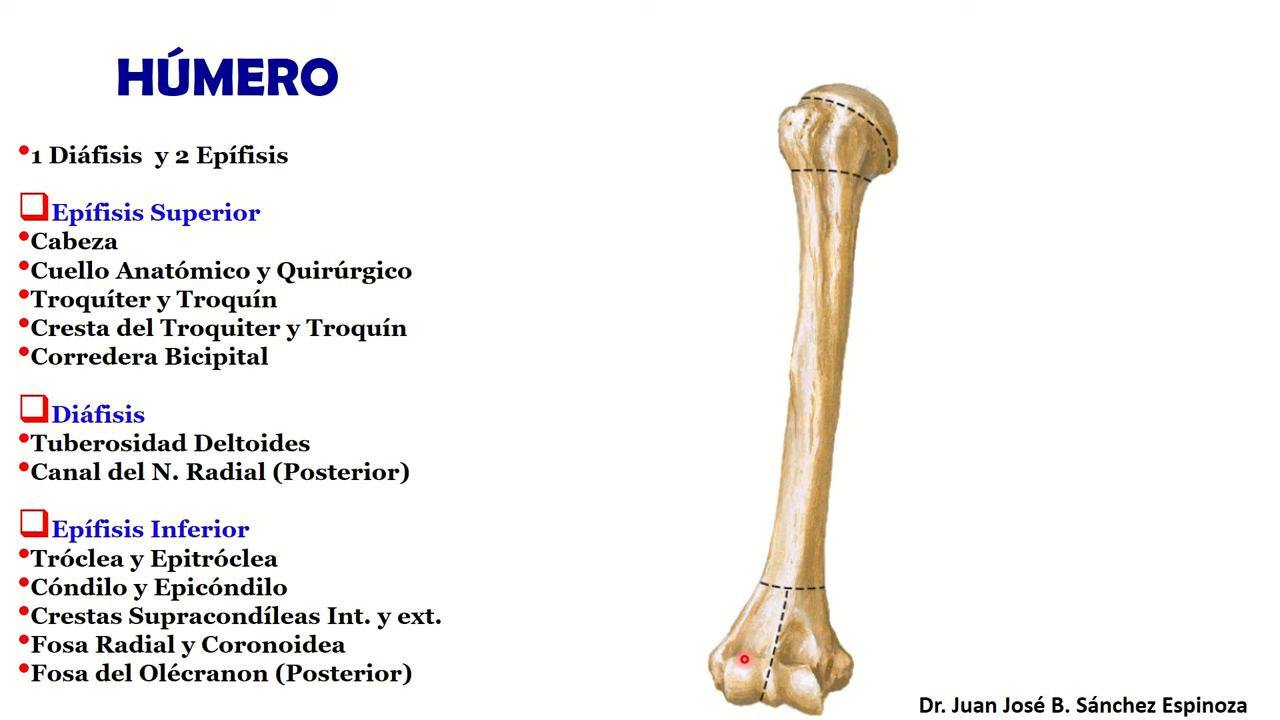 HÚMERO
•1 Diáfisis y 2 Epífisis
❑Epífisis Superior
•Cabeza
•Cuello Anatómico y Quirúrgico
•Troquíter y Troquín
•Cresta del Troquiter y Troquín
•Corredera Bicipital
❑Diáfisis
•Tuberosidad Deltoides
•Canal del N. Radial (Posterior)
❑Epífisis Inferior
•Tróclea y Epitróclea
•Cóndilo y Epicóndilo
•Crestas Supracondíleas Int. y ext.
•Fosa Radial y Coronoidea
•Fosa del Olécranon (Posterior)
Dr. Juan José B. Sánchez Espinoza